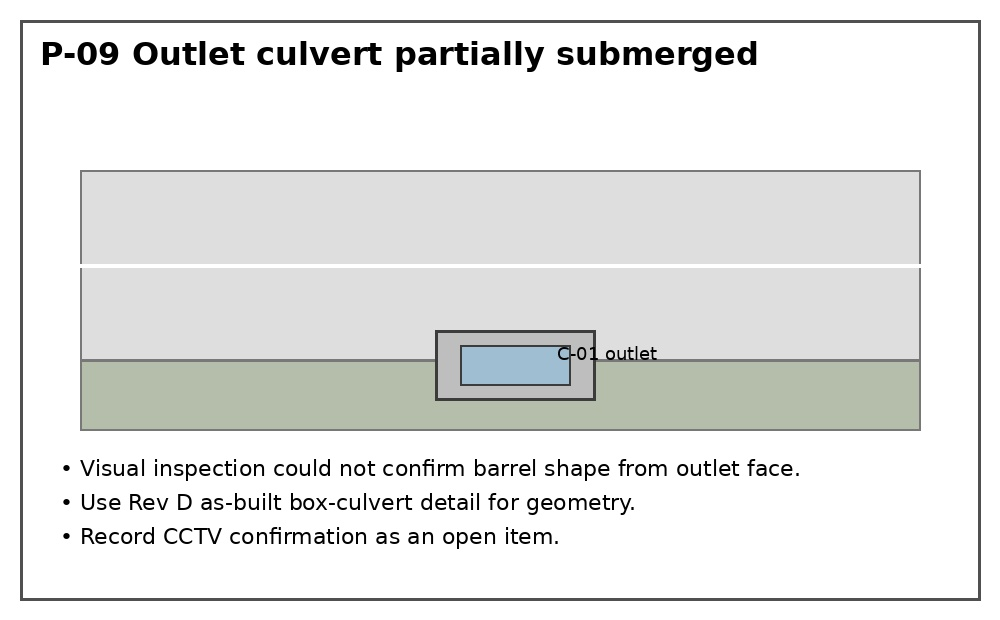 P-09 Outlet culvert partially submerged
C-01 outlet
• Visual inspection could not confirm barrel shape from outlet face.
• Use Rev D as-built box-culvert detail for geometry.
• Record CCTV confirmation as an open item.